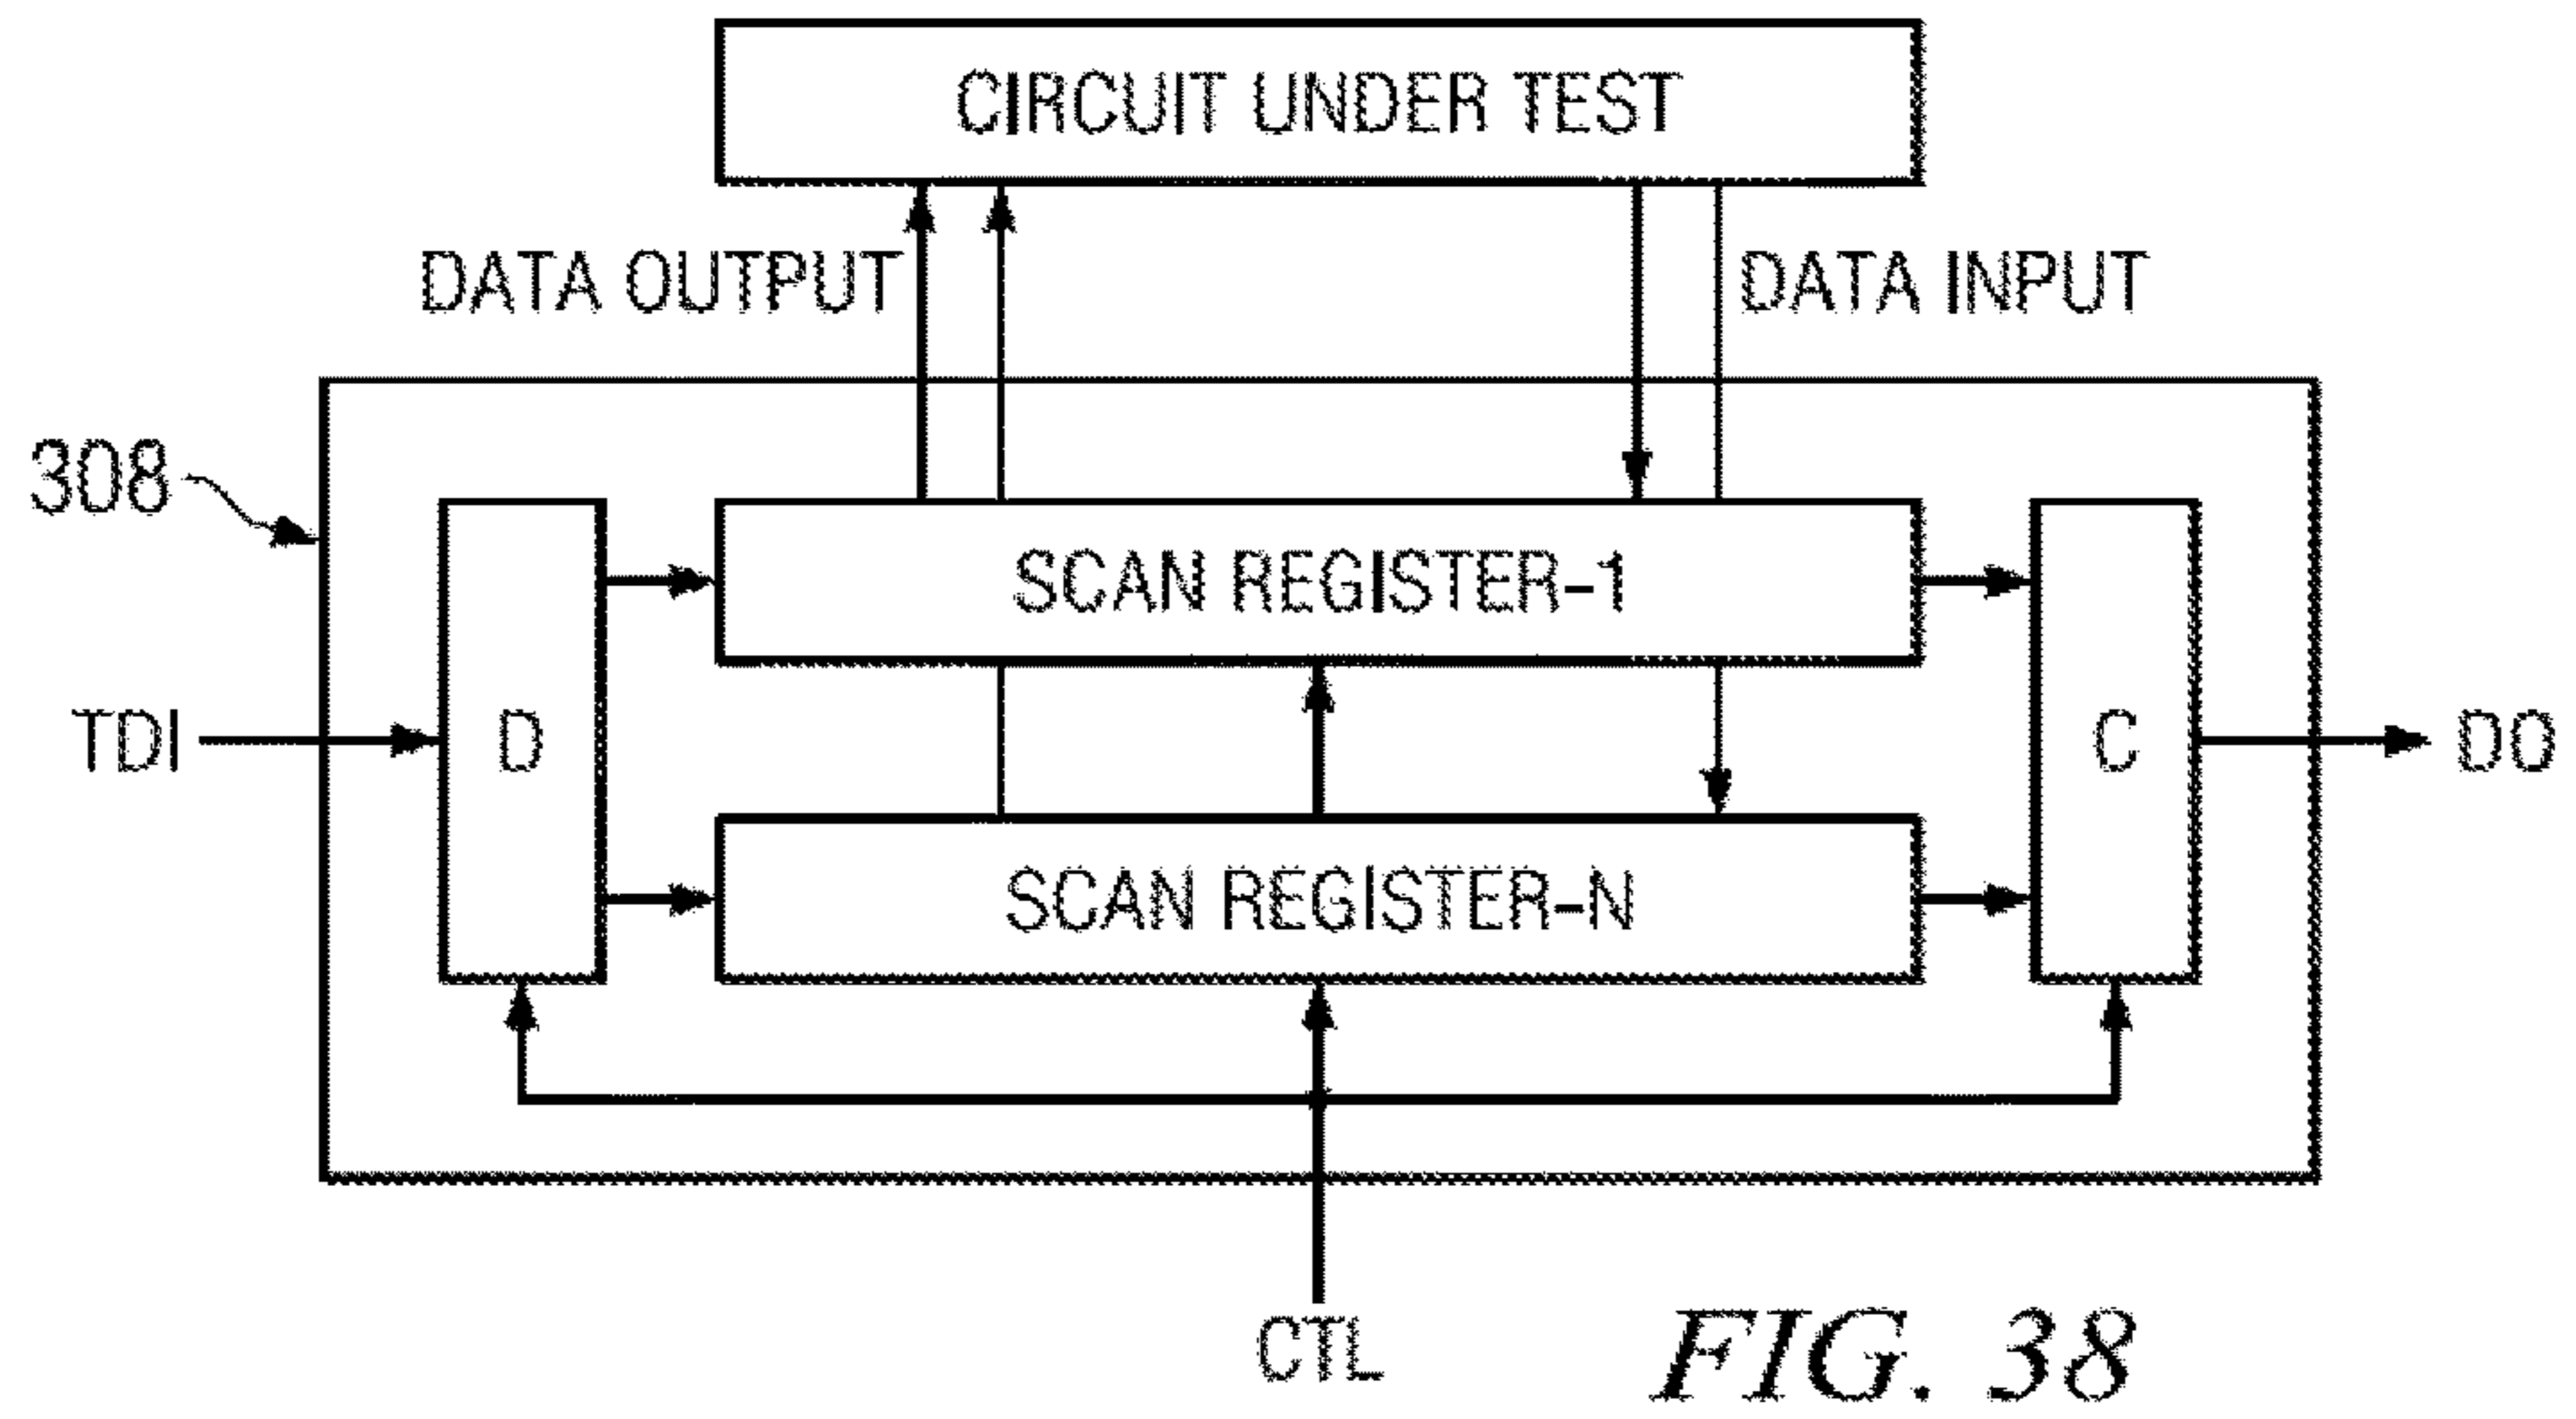 CIRCUIT UNDER TEST
DATA OUTPUT
DATA INPUT
308
SCAN REGISTER-1
TDI
D
C
DO
SCAN REGISTER-N
CTL
FIG. 38